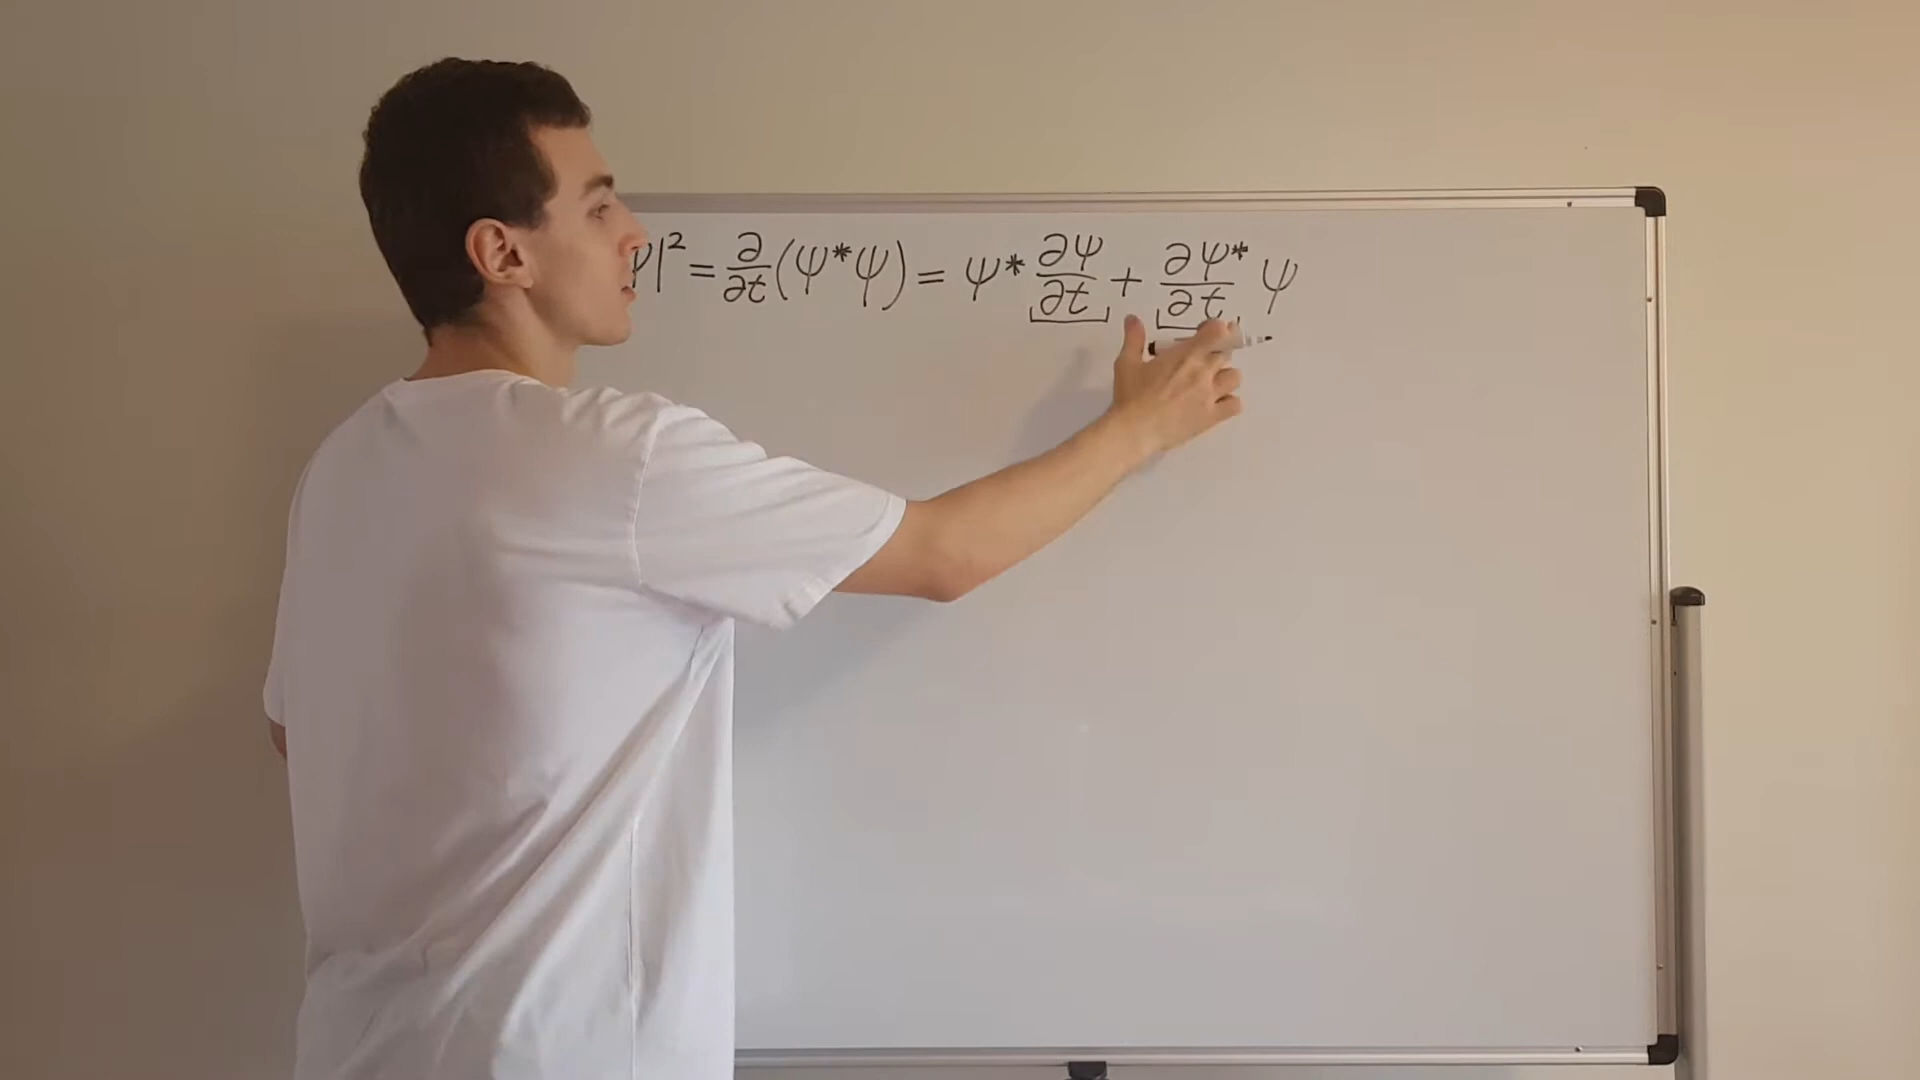 ψ|² = ∂/∂t (ψ*ψ) = ψ* ∂ψ/∂t + ∂ψ*/∂t ψ